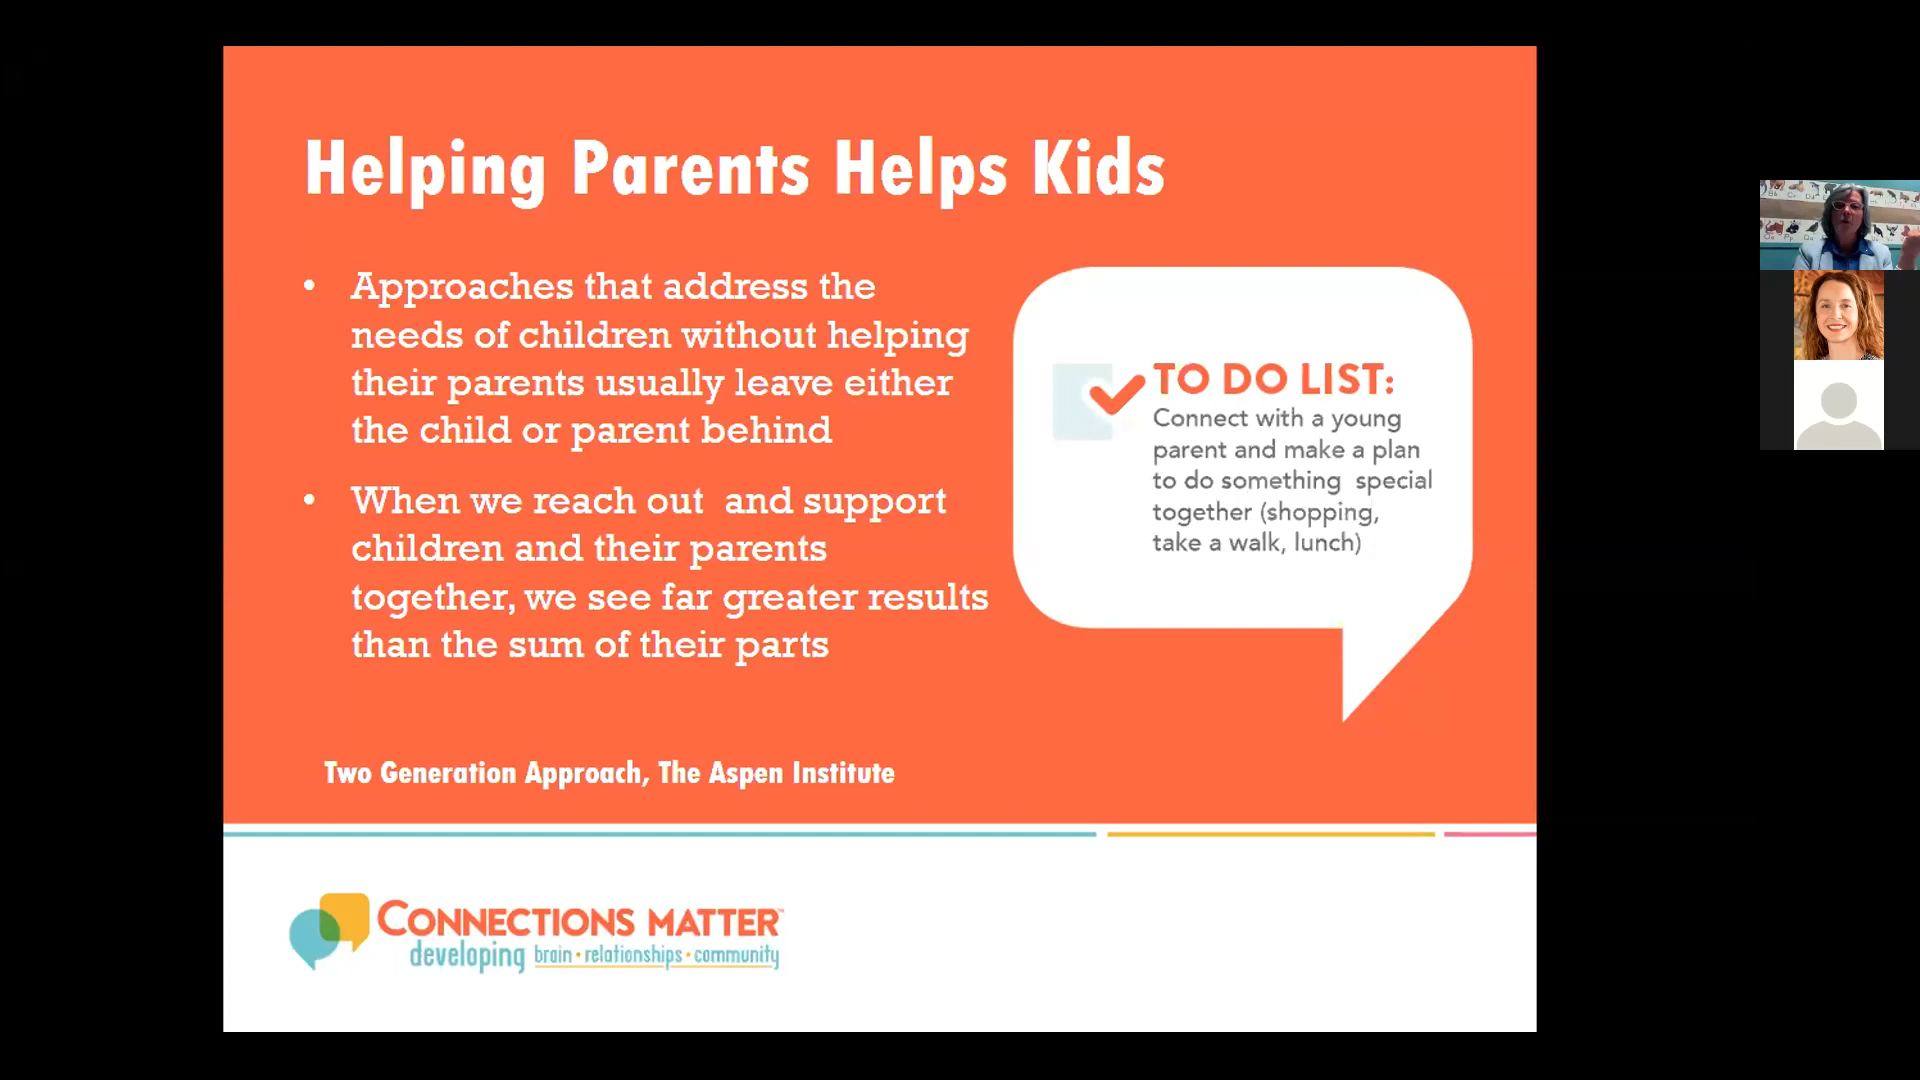 Helping Parents Helps Kids
• Approaches that address the
needs of children without helping
their parents usually leave either
the child or parent behind
• When we reach out  and support
children and their parents
together, we see far greater results
than the sum of their parts
TO DO LIST:
Connect with a young
parent and make a plan
to do something  special
together (shopping,
take a walk, lunch)
Two Generation Approach, The Aspen Institute
CONNECTIONS MATTER™
developing brain • relationships • community